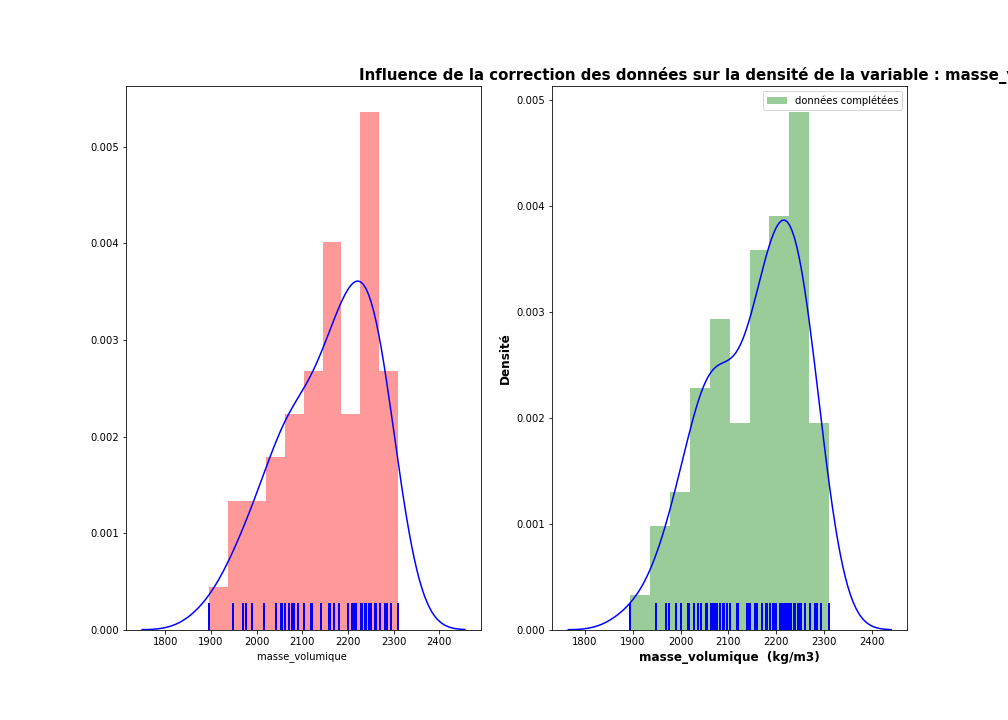 Influence de la correction des données sur la densité de la variable : masse_
données complétées
0.005
0.004
0.003
0.002
0.001
0.000
1800 1900 2000 2100 2200 2300 2400
masse_volumique
Densité
0.005
0.004
0.003
0.002
0.001
0.000
1800 1900 2000 2100 2200 2300 2400
masse_volumique (kg/m3)